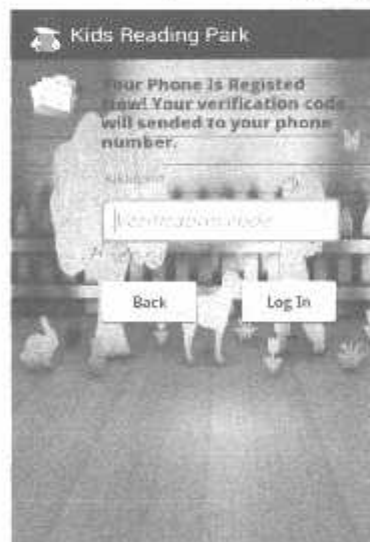 Kids Reading Park
Your Phone Is Registed
Now! Your verification code
will sended to your phone
number.
Verification code
Back
Log In